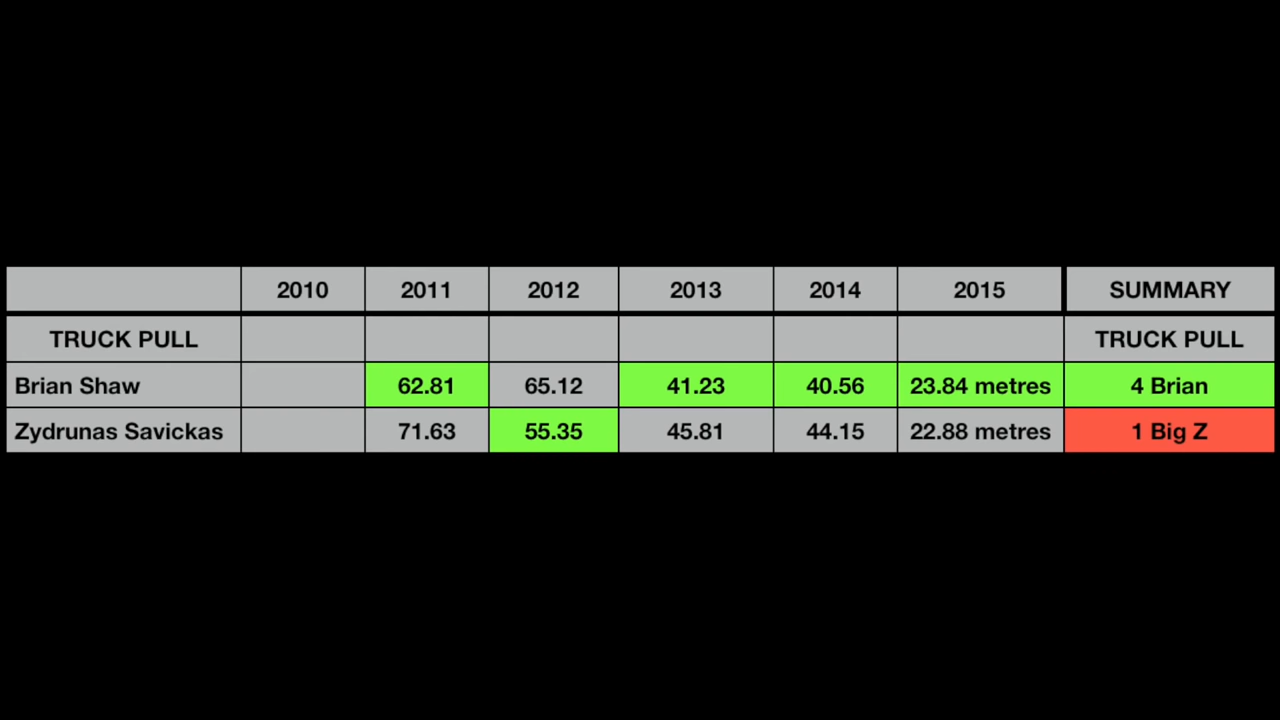 2010 2011 2012 2013 2014 2015 SUMMARY
TRUCK PULL TRUCK PULL
Brian Shaw 62.81 65.12 41.23 40.56 23.84 metres 4 Brian
Zydrunas Savickas 71.63 55.35 45.81 44.15 22.88 metres 1 Big Z